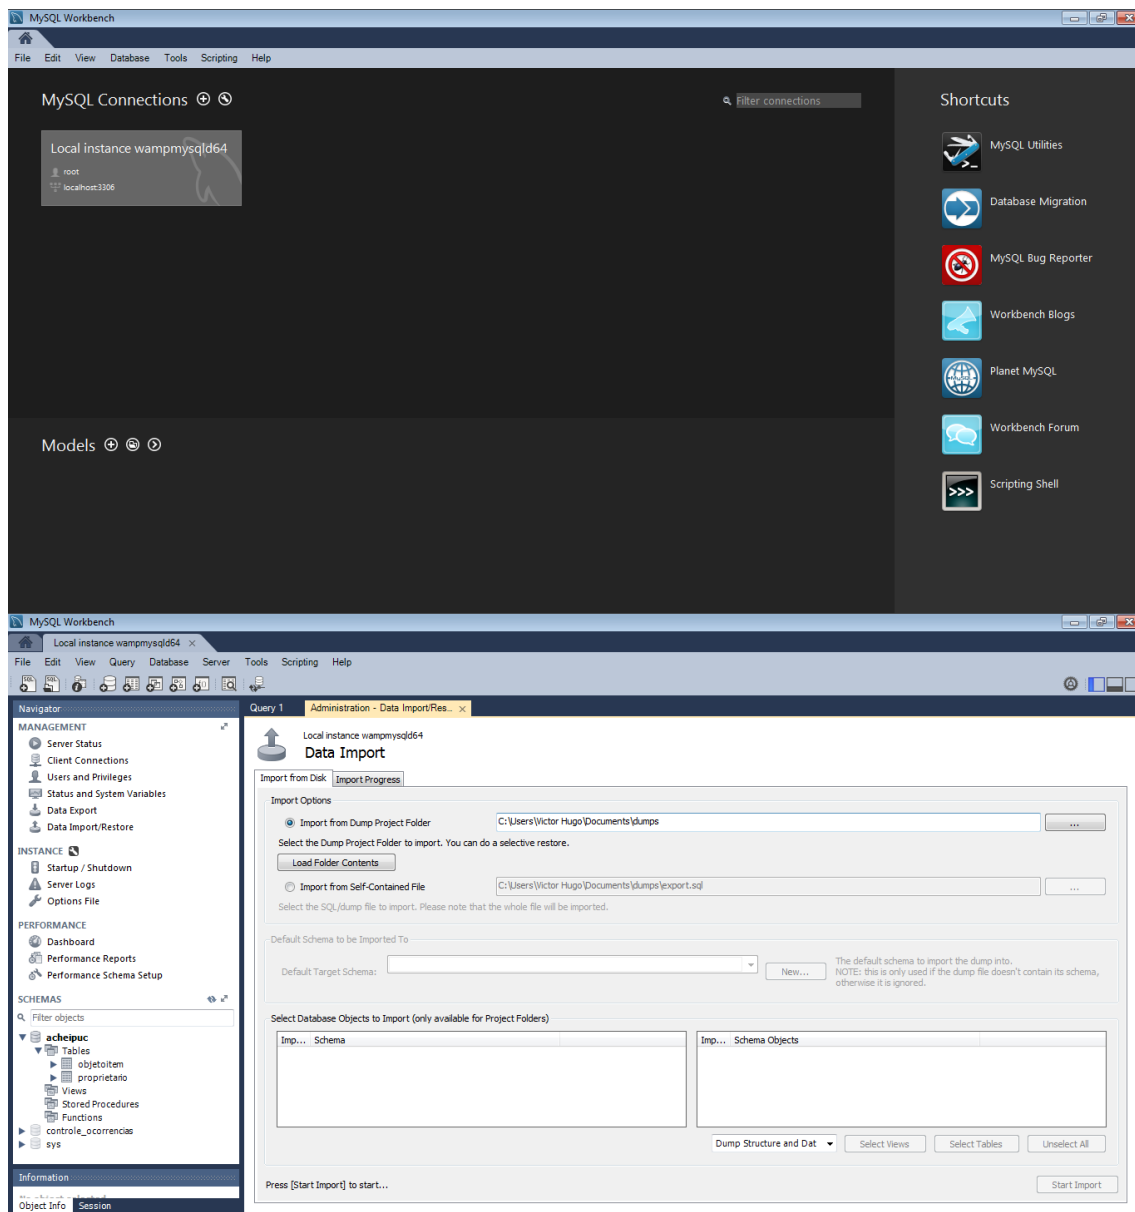 MySQL Workbench
File Edit View Database Tools Scripting Help
MySQL Connections
Filter connections
Local instance wampmysqld64
root
localhost:3306
Models
Shortcuts
MySQL Utilities
Database Migration
MySQL Bug Reporter
Workbench Blogs
Planet MySQL
Workbench Forum
Scripting Shell
MySQL Workbench
Local instance wampmysqld64
File Edit View Query Database Server Tools Scripting Help
Navigator
MANAGEMENT
Server Status
Client Connections
Users and Privileges
Status and System Variables
Data Export
Data Import/Restore
INSTANCE
Startup / Shutdown
Server Logs
Options File
PERFORMANCE
Dashboard
Performance Reports
Performance Schema Setup
SCHEMAS
Filter objects
acheipuc
Tables
objetoitem
proprietario
Views
Stored Procedures
Functions
controle_ocorrencias
sys
Information
Object Info Session
Query 1 Administration - Data Import/Res...
Local instance wampmysqld64
Data Import
Import from Disk Import Progress
Import Options
Import from Dump Project Folder C:\Users\Victor Hugo\Documents\dumps ...
Select the Dump Project Folder to import. You can do a selective restore.
Load Folder Contents
Import from Self-Contained File C:\Users\Victor Hugo\Documents\dumps\export.sql ...
Select the SQL/dump file to import. Please note that the whole file will be imported.
Default Schema to be Imported To
Default Target Schema: New...
The default schema to import the dump into.
NOTE: this is only used if the dump file doesn't contain its schema,
otherwise it is ignored.
Select Database Objects to Import (only available for Project Folders)
Imp... Schema
Imp... Schema Objects
Dump Structure and Dat Select Views Select Tables Unselect All
Press [Start Import] to start... Start Import